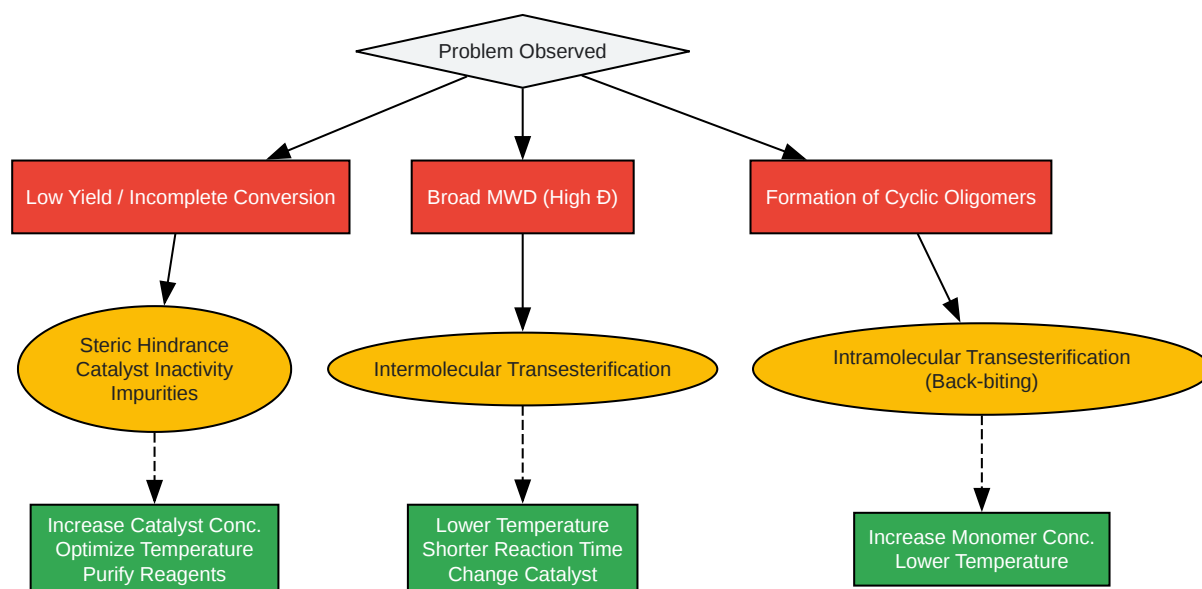 Problem Observed
Low Yield / Incomplete Conversion
Broad MWD (High Đ)
Formation of Cyclic Oligomers
Steric Hindrance
Catalyst Inactivity
Impurities
Intermolecular Transesterification
Intramolecular Transesterification
(Back-biting)
Increase Catalyst Conc.
Optimize Temperature
Purify Reagents
Lower Temperature
Shorter Reaction Time
Change Catalyst
Increase Monomer Conc.
Lower Temperature